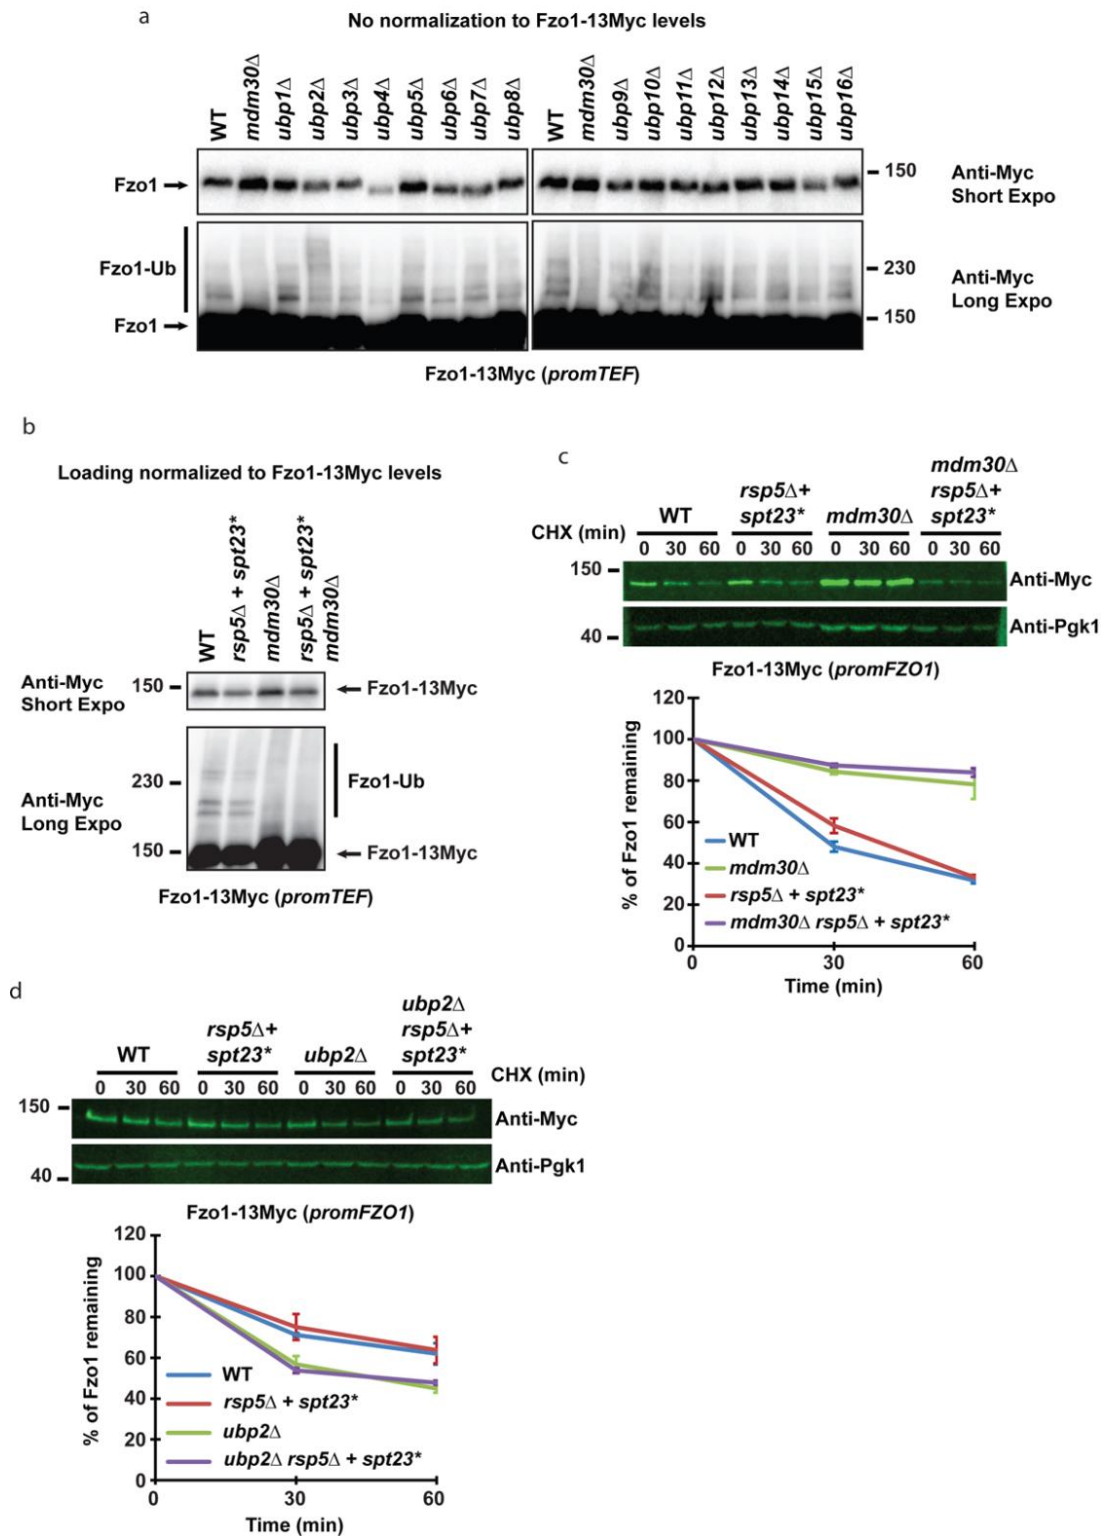 a
No normalization to Fzo1-13Myc levels
WT mdm30Δ ubp1Δ ubp2Δ ubp3Δ ubp4Δ ubp5Δ ubp6Δ ubp7Δ ubp8Δ WT mdm30Δ ubp9Δ ubp10Δ ubp11Δ ubp12Δ ubp13Δ ubp14Δ ubp15Δ ubp16Δ
Fzo1
150
Anti-Myc
Short Expo
Fzo1-Ub
Fzo1
230
150
Anti-Myc
Long Expo
Fzo1-13Myc (promTEF)
b
Loading normalized to Fzo1-13Myc levels
WT
rsp5Δ + spt23*
mdm30Δ
rsp5Δ + spt23*
mdm30Δ
Anti-Myc
Short Expo
150
Fzo1-13Myc
Anti-Myc
Long Expo
230
150
Fzo1-Ub
Fzo1-13Myc
Fzo1-13Myc (promTEF)
c
WT
rsp5Δ+
spt23*
mdm30Δ
mdm30Δ
rsp5Δ+
spt23*
CHX (min) 0 30 60 0 30 60 0 30 60 0 30 60
150
Anti-Myc
40
Anti-Pgk1
Fzo1-13Myc (promFZO1)
% of Fzo1 remaining
120
100
80
60
40
20
0
WT
mdm30Δ
rsp5Δ + spt23*
mdm30Δ rsp5Δ + spt23*
0 30 60
Time (min)
d
WT
rsp5Δ+
spt23*
ubp2Δ
ubp2Δ
rsp5Δ+
spt23*
0 30 60 0 30 60 0 30 60 0 30 60 CHX (min)
150
Anti-Myc
40
Anti-Pgk1
Fzo1-13Myc (promFZO1)
% of Fzo1 remaining
120
100
80
60
40
20
0
WT
rsp5Δ + spt23*
ubp2Δ
ubp2Δ rsp5Δ + spt23*
0 30 60
Time (min)